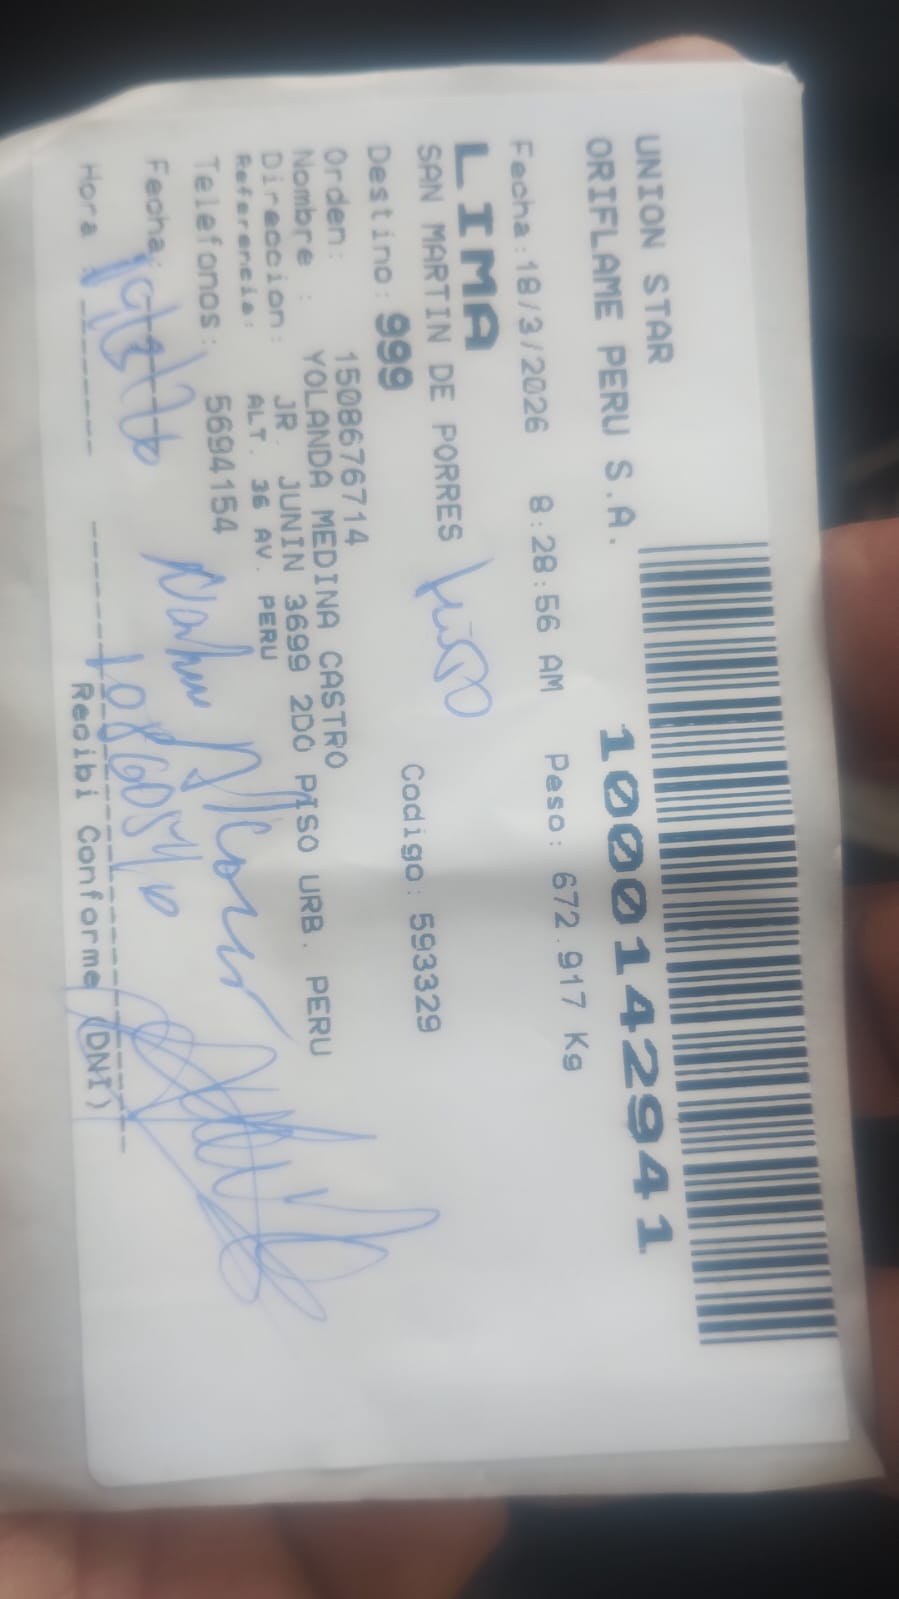 UNION STAR
ORIFLAME PERU S.A.
1000142941
Fecha:18/3/2026 8:28:56 AM Peso: 672.917 Kg
LIMA
SAN MARTIN DE PORRES
Destino: 999 Codigo: 593329
Orden: 1508676714
Nombre : YOLANDA MEDINA CASTRO
Direccion: JR. JUNIN 3699 2DO PISO URB. PERU
Referencia: ALT. 36 AV. PERU
Telefonos: 5694154
Fecha:
Hora :
Recibi Conforme (DNI)